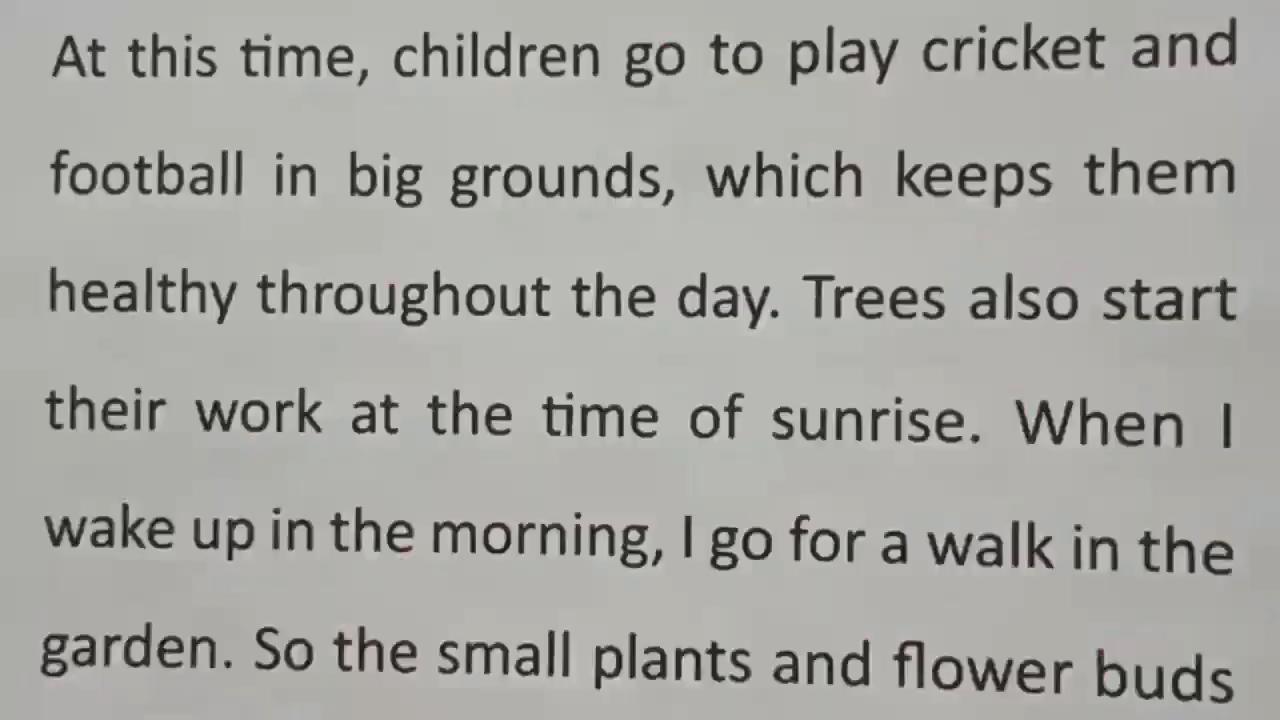 At this time, children go to play cricket and
football in big grounds, which keeps them
healthy throughout the day. Trees also start
their work at the time of sunrise. When I
wake up in the morning, I go for a walk in the
garden. So the small plants and flower buds